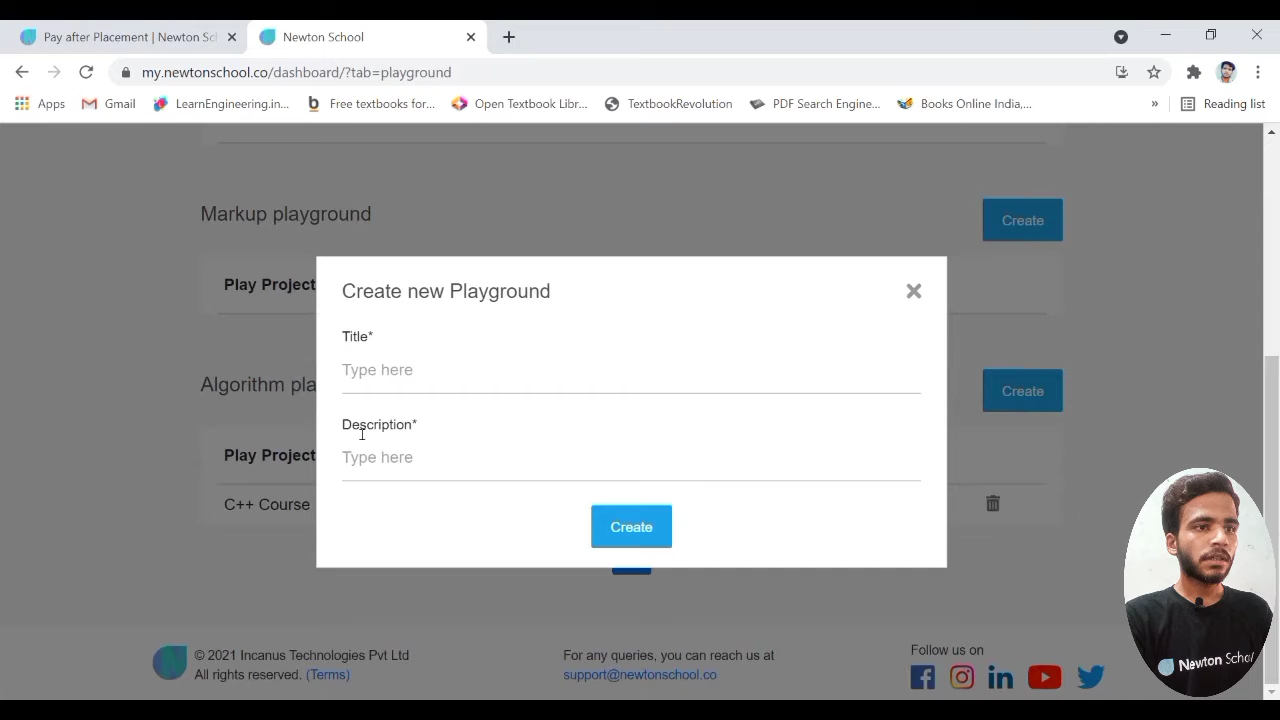 Pay after Placement | Newton Sc
Newton School
my.newtonschool.co/dashboard/?tab=playground
Apps
Gmail
LearnEngineering.in...
Free textbooks for...
Open Textbook Libr...
TextbookRevolution
PDF Search Engine...
Books Online India,...
»
Reading list
Markup playground
Create
Play Project
Create new Playground
Title*
Type here
Algorithm pla
Create
Description*
Type here
Play Project
C++ Course
Create
© 2021 Incanus Technologies Pvt Ltd
All rights reserved. (Terms)
For any queries, you can reach us at
support@newtonschool.co
Follow us on
Newton School